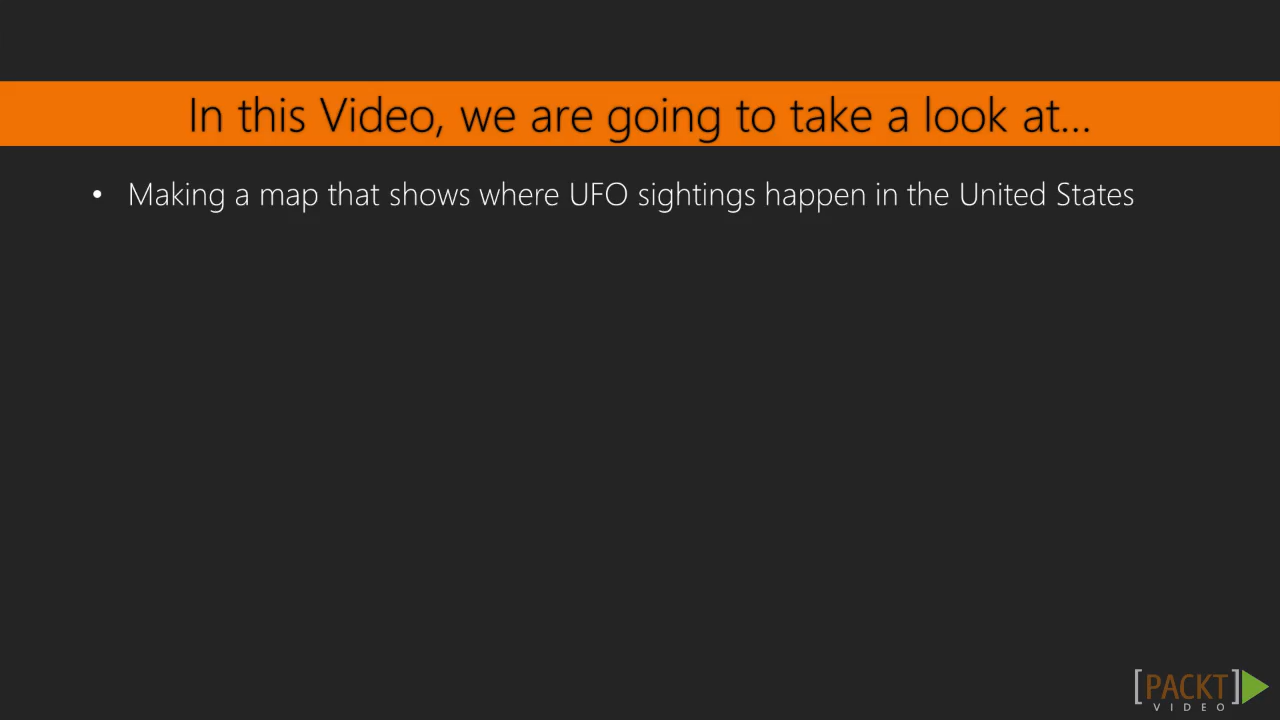 In this Video, we are going to take a look at...
• Making a map that shows where UFO sightings happen in the United States
[PACKT]
VIDEO